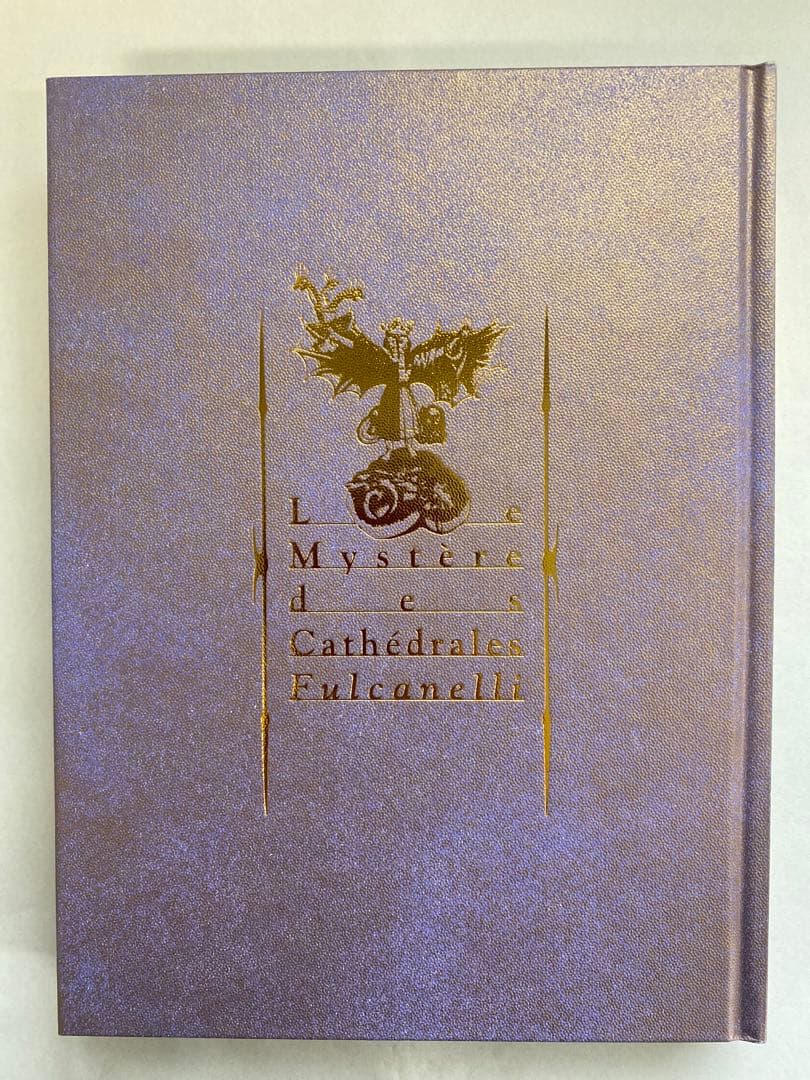 Le
Mystère
des
Cathédrales
Fulcanelli